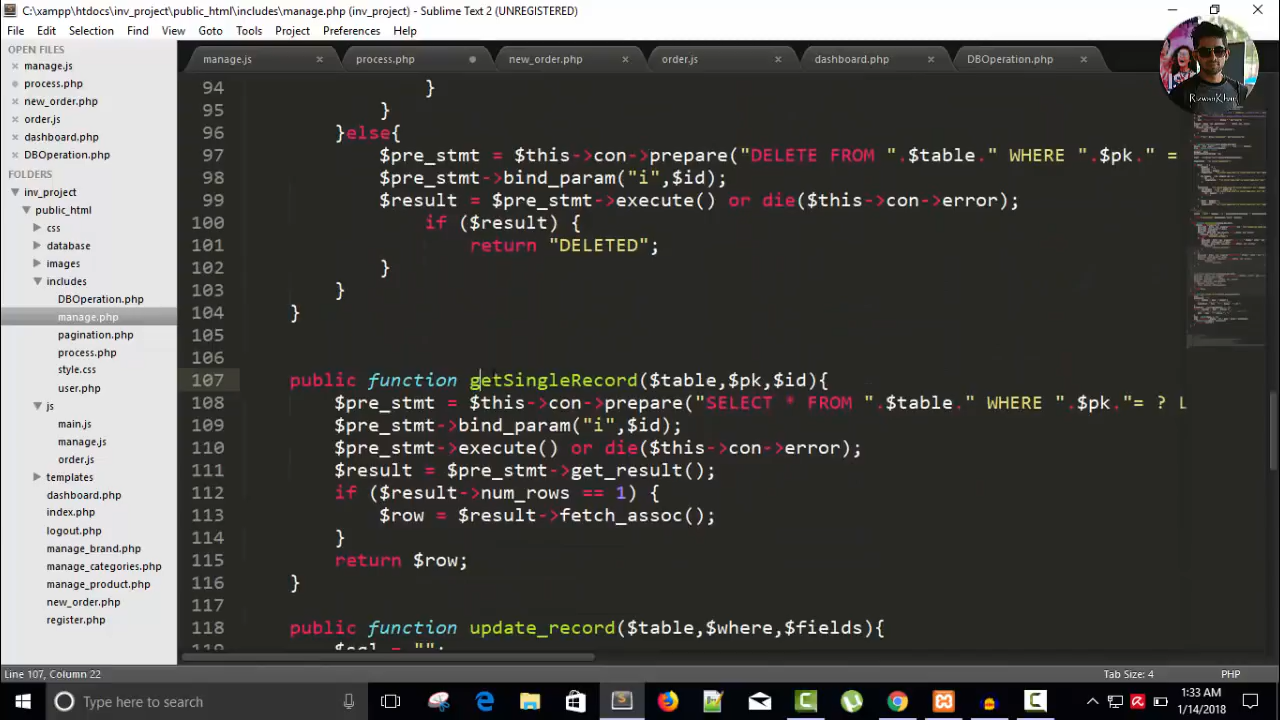 C:\xampp\htdocs\inv_project\public_html\includes\manage.php (inv_project) - Sublime Text 2 (UNREGISTERED)
File Edit Selection Find View Goto Tools Project Preferences Help
OPEN FILES
manage.js
process.php
new_order.php
order.js
dashboard.php
DBOperation.php
FOLDERS
inv_project
public_html
css
database
images
includes
DBOperation.php
manage.php
pagination.php
process.php
style.css
user.php
js
main.js
manage.js
order.js
templates
dashboard.php
index.php
logout.php
manage_brand.php
manage_categories.php
manage_product.php
new_order.php
register.php
manage.js process.php new_order.php order.js dashboard.php DBOperation.php
RizwanKhan
94 }
95 }
96 }else{
97 $pre_stmt = $this->con->prepare("DELETE FROM ".$table." WHERE ".$pk." =
98 $pre_stmt->bind_param("i",$id);
99 $result = $pre_stmt->execute() or die($this->con->error);
100 if ($result) {
101 return "DELETED";
102 }
103 }
104 }
105
106
107 public function getSingleRecord($table,$pk,$id){
108 $pre_stmt = $this->con->prepare("SELECT * FROM ".$table." WHERE ".$pk."= ? L
109 $pre_stmt->bind_param("i",$id);
110 $pre_stmt->execute() or die($this->con->error);
111 $result = $pre_stmt->get_result();
112 if ($result->num_rows == 1) {
113 $row = $result->fetch_assoc();
114 }
115 return $row;
116 }
117
118 public function update_record($table,$where,$fields){
Line 107, Column 22 Tab Size: 4 PHP
Type here to search
1:33 AM
1/14/2018